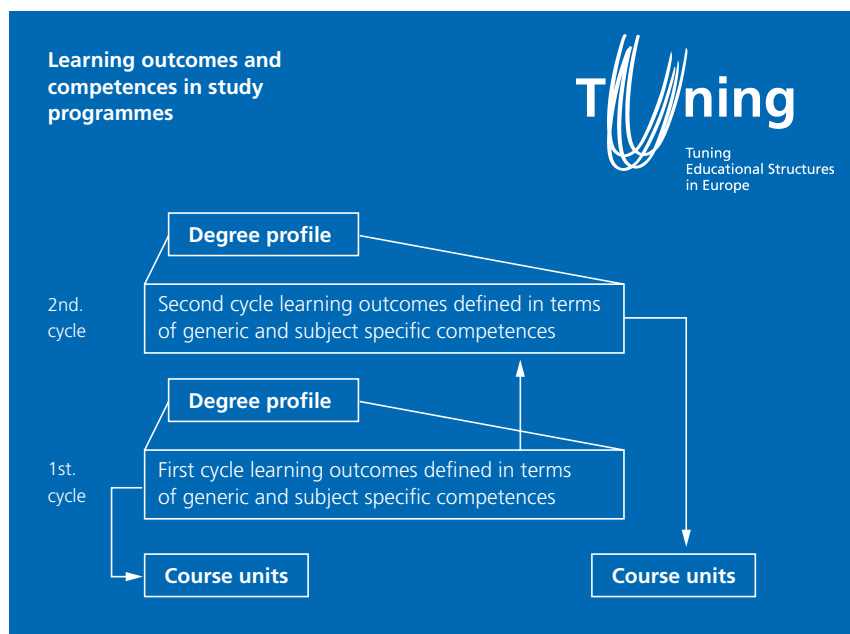 Learning outcomes and
competences in study
programmes
Tuning
Tuning
Educational Structures
in Europe
Degree profile
2nd.
cycle
Second cycle learning outcomes defined in terms
of generic and subject specific competences
Degree profile
1st.
cycle
First cycle learning outcomes defined in terms
of generic and subject specific competences
Course units
Course units